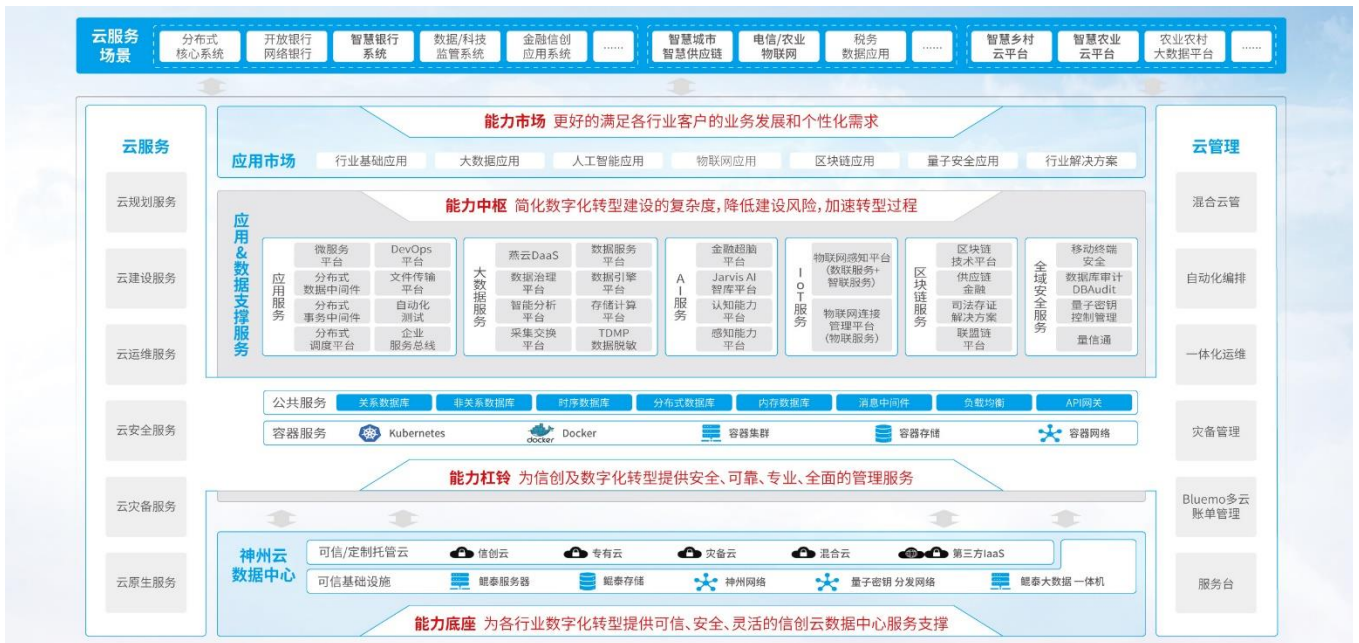 云服务
场景
分布式
核心系统
开放银行
网络银行
智慧银行
系统
数据/科技
监管系统
金融信创
应用系统
......
智慧城市
智慧供应链
电信/农业
物联网
税务
数据应用
......
智慧乡村
云平台
智慧农业
云平台
农业农村
大数据平台
......
云服务
云规划服务
云建设服务
云运维服务
云安全服务
云灾备服务
云原生服务
能力市场 更好的满足各行业客户的业务发展和个性化需求
应用市场
行业基础应用
大数据应用
人工智能应用
物联网应用
区块链应用
量子安全应用
行业解决方案
能力中枢 简化数字化转型建设的复杂度,降低建设风险,加速转型过程
应用&数据支撑服务
应用服务
微服务
平台
DevOps
平台
分布式
数据中间件
文件传输
平台
分布式
事务中间件
自动化
测试
分布式
调度平台
企业
服务总线
大数据服务
燕云DaaS
数据服务
平台
数据治理
平台
数据引擎
平台
智能分析
平台
存储计算
平台
采集交换
平台
TDMP
数据脱敏
AI服务
金融超脑
平台
Jarvis AI
智库平台
认知能力
平台
感知能力
平台
IoT服务
物联网感知平台
(数联服务+
智联服务)
物联网连接
管理平台
(物联服务)
区块链服务
区块链
技术平台
供应链
金融
司法存证
解决方案
联盟链
平台
全域安全服务
移动终端
安全
数据库审计
DBAudit
量子密钥
控制管理
量信通
公共服务
关系数据库
非关系数据库
时序数据库
分布式数据库
内存数据库
消息中间件
负载均衡
API网关
容器服务
Kubernetes
docker
Docker
容器集群
容器存储
容器网络
能力杠铃 为信创及数字化转型提供安全、可靠、专业、全面的管理服务
神州云
数据中心
可信/定制托管云
信创云
专有云
灾备云
混合云
第三方IaaS
可信基础设施
鲲泰服务器
鲲泰存储
神州网络
量子密钥 分发网络
鲲泰大数据 一体机
能力底座 为各行业数字化转型提供可信、安全、灵活的信创云数据中心服务支撑
云管理
混合云管
自动化编排
一体化运维
灾备管理
Bluemo多云
账单管理
服务台